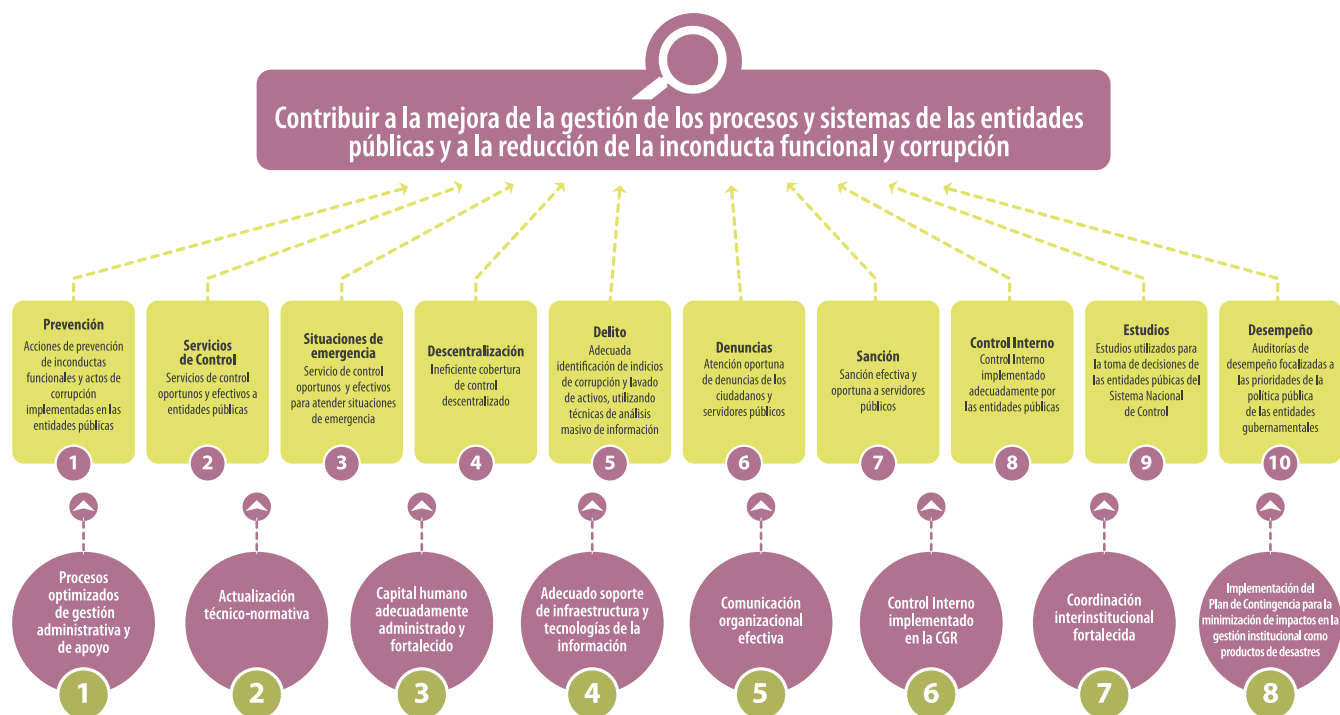 Contribuir a la mejora de la gestión de los procesos y sistemas de las entidades
públicas y a la reducción de la inconducta funcional y corrupción
Prevención
Acciones de prevención
de inconductas
funcionales y actos de
corrupción
implementadas en las
entidades públicas
1
Servicios
de Control
Servicios de control
oportunos y efectivos a
entidades públicas
2
Situaciones de
emergencia
Servicio de control
oportunos y efectivos
para atender situaciones
de emergencia
3
Descentralización
Ineficiente cobertura
de control
descentralizado
4
Delito
Adecuada
identificación de indicios
de corrupción y lavado
de activos, utilizando
técnicas de análisis
masivo de información
5
Denuncias
Atención oportuna
de denuncias de los
ciudadanos y
servidores públicos
6
Sanción
Sanción efectiva y
oportuna a servidores
públicos
7
Control Interno
Control Interno
implementado
adecuadamente por
las entidades públicas
8
Estudios
Estudios utilizados para
la toma de decisiones de
las entidades púbicas del
Sistema Nacional
de Control
9
Desempeño
Auditorías de
desempeño focalizadas a
las prioridades de la
política pública
de las entidades
gubernamentales
10
Procesos
optimizados
de gestión
administrativa y
de apoyo
1
Actualización
técnico-normativa
2
Capital humano
adecuadamente
administrado y
fortalecido
3
Adecuado soporte
de infraestructura y
tecnologías de la
información
4
Comunicación
organizacional
efectiva
5
Control Interno
implementado
en la CGR
6
Coordinación
interinstitucional
fortalecida
7
Implementación del
Plan de Contingencia para la
minimización de impactos en la
gestión institucional como
productos de desastres
8